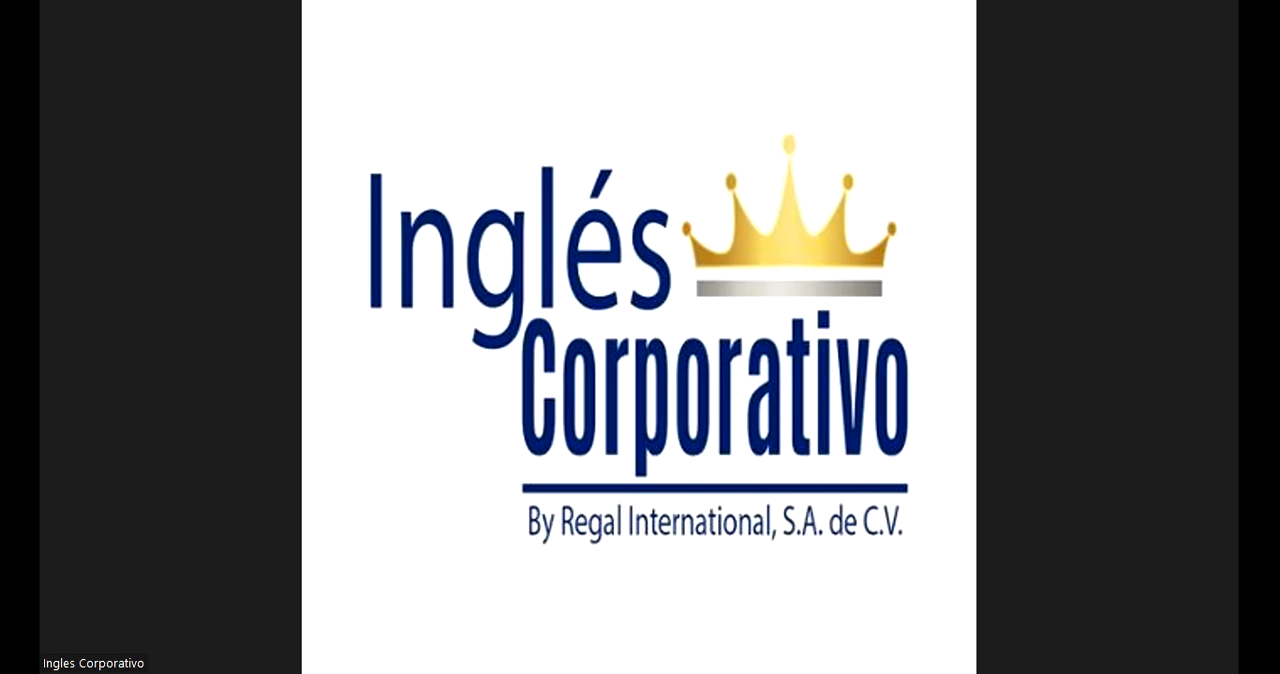 Inglés
Corporativo
By Regal International, S.A. de C.V.
Ingles Corporativo